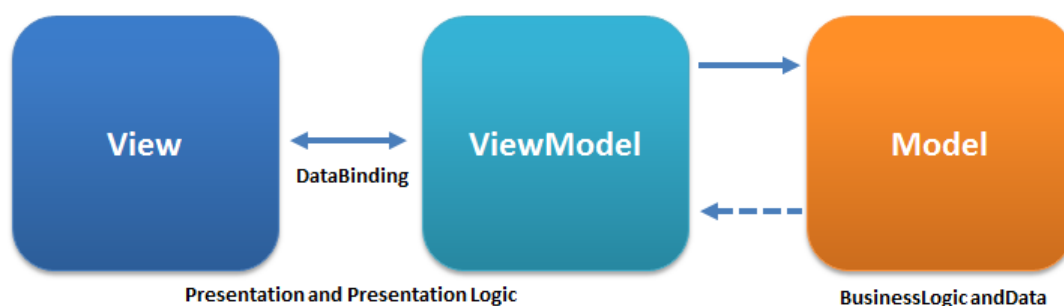 View
ViewModel
Model
DataBinding
Presentation and Presentation Logic
BusinessLogic andData